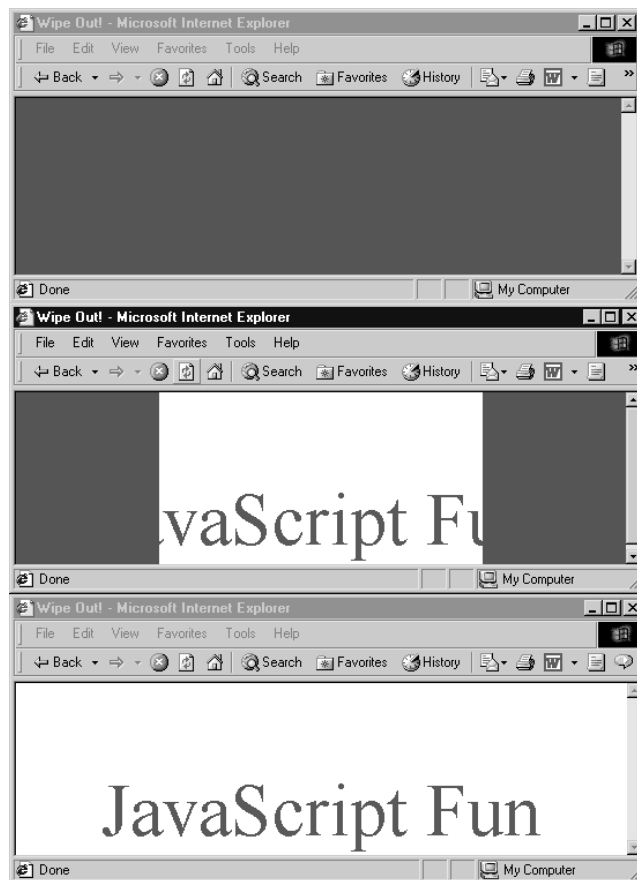 Wipe Out! - Microsoft Internet Explorer
File Edit View Favorites Tools Help
Back Search Favorites History W »
Done My Computer
Wipe Out! - Microsoft Internet Explorer
File Edit View Favorites Tools Help
Back Search Favorites History W »
vaScript Fu
Done My Computer
Wipe Out! - Microsoft Internet Explorer
File Edit View Favorites Tools Help
Back Search Favorites History W
JavaScript Fun
Done My Computer